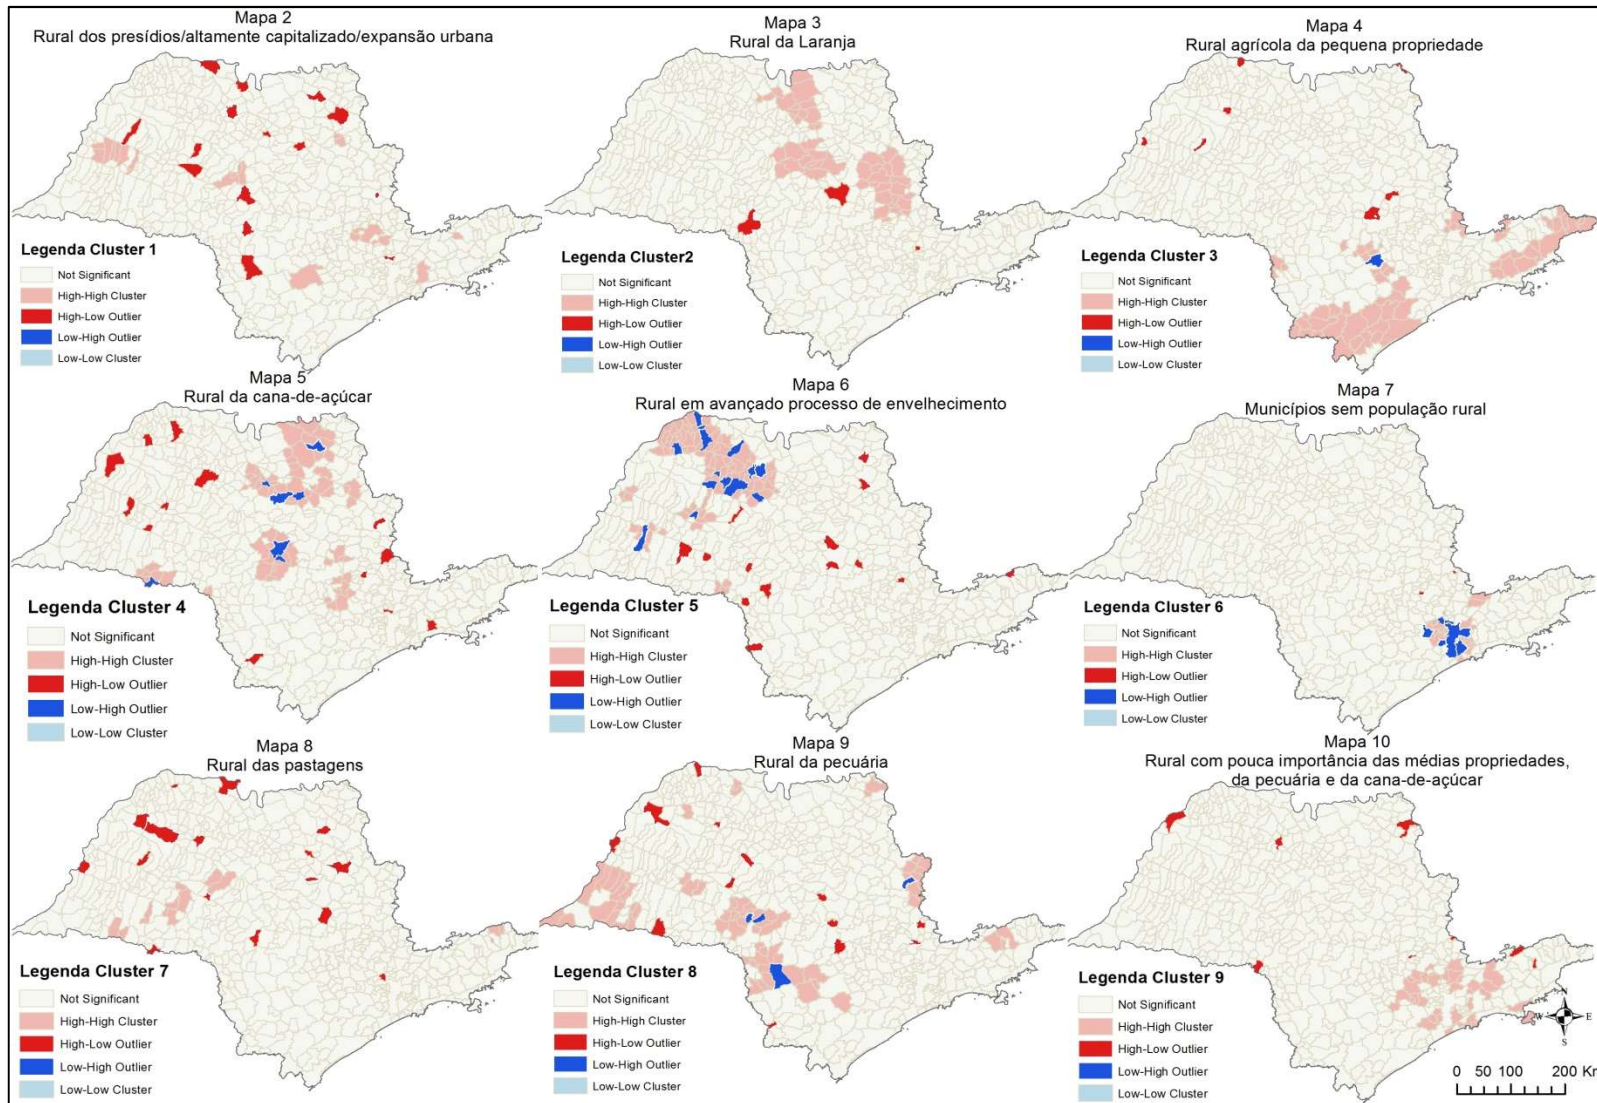 Mapa 2
Rural dos presídios/altamente capitalizado/expansão urbana
Legenda Cluster 1
Not Significant
High-High Cluster
High-Low Outlier
Low-High Outlier
Low-Low Cluster
Mapa 3
Rural da Laranja
Legenda Cluster2
Not Significant
High-High Cluster
High-Low Outlier
Low-High Outlier
Low-Low Cluster
Mapa 4
Rural agrícola da pequena propriedade
Legenda Cluster 3
Not Significant
High-High Cluster
High-Low Outlier
Low-High Outlier
Low-Low Cluster
Mapa 5
Rural da cana-de-açúcar
Legenda Cluster 4
Not Significant
High-High Cluster
High-Low Outlier
Low-High Outlier
Low-Low Cluster
Mapa 6
Rural em avançado processo de envelhecimento
Legenda Cluster 5
Not Significant
High-High Cluster
High-Low Outlier
Low-High Outlier
Low-Low Cluster
Mapa 7
Municípios sem população rural
Legenda Cluster 6
Not Significant
High-High Cluster
High-Low Outlier
Low-High Outlier
Low-Low Cluster
Mapa 8
Rural das pastagens
Legenda Cluster 7
Not Significant
High-High Cluster
High-Low Outlier
Low-High Outlier
Low-Low Cluster
Mapa 9
Rural da pecuária
Legenda Cluster 8
Not Significant
High-High Cluster
High-Low Outlier
Low-High Outlier
Low-Low Cluster
Mapa 10
Rural com pouca importância das médias propriedades,
da pecuária e da cana-de-açúcar
Legenda Cluster 9
Not Significant
High-High Cluster
High-Low Outlier
Low-High Outlier
Low-Low Cluster
N
W E
S
0 50 100 200 Km